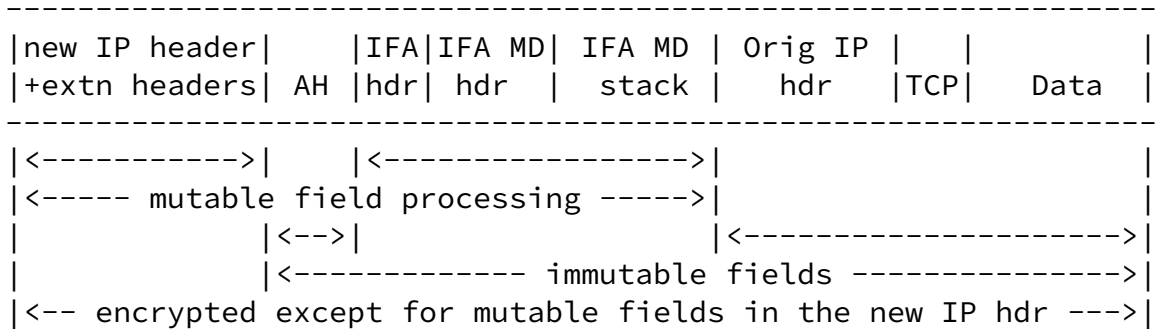 -----------------------------------------------------------------
|new IP header|    |IFA|IFA MD| IFA MD | Orig IP |   |          |
|+extn headers| AH |hdr| hdr  |  stack |   hdr   |TCP|   Data   |
-----------------------------------------------------------------
|<----------->|    |<----------------->|                        |
|<----- mutable field processing ----->|                        |
|             |<-->|                   |<---------------------->|
|             |<------------- immutable fields ---------------->|
|<-- encrypted except for mutable fields in the new IP hdr --->|